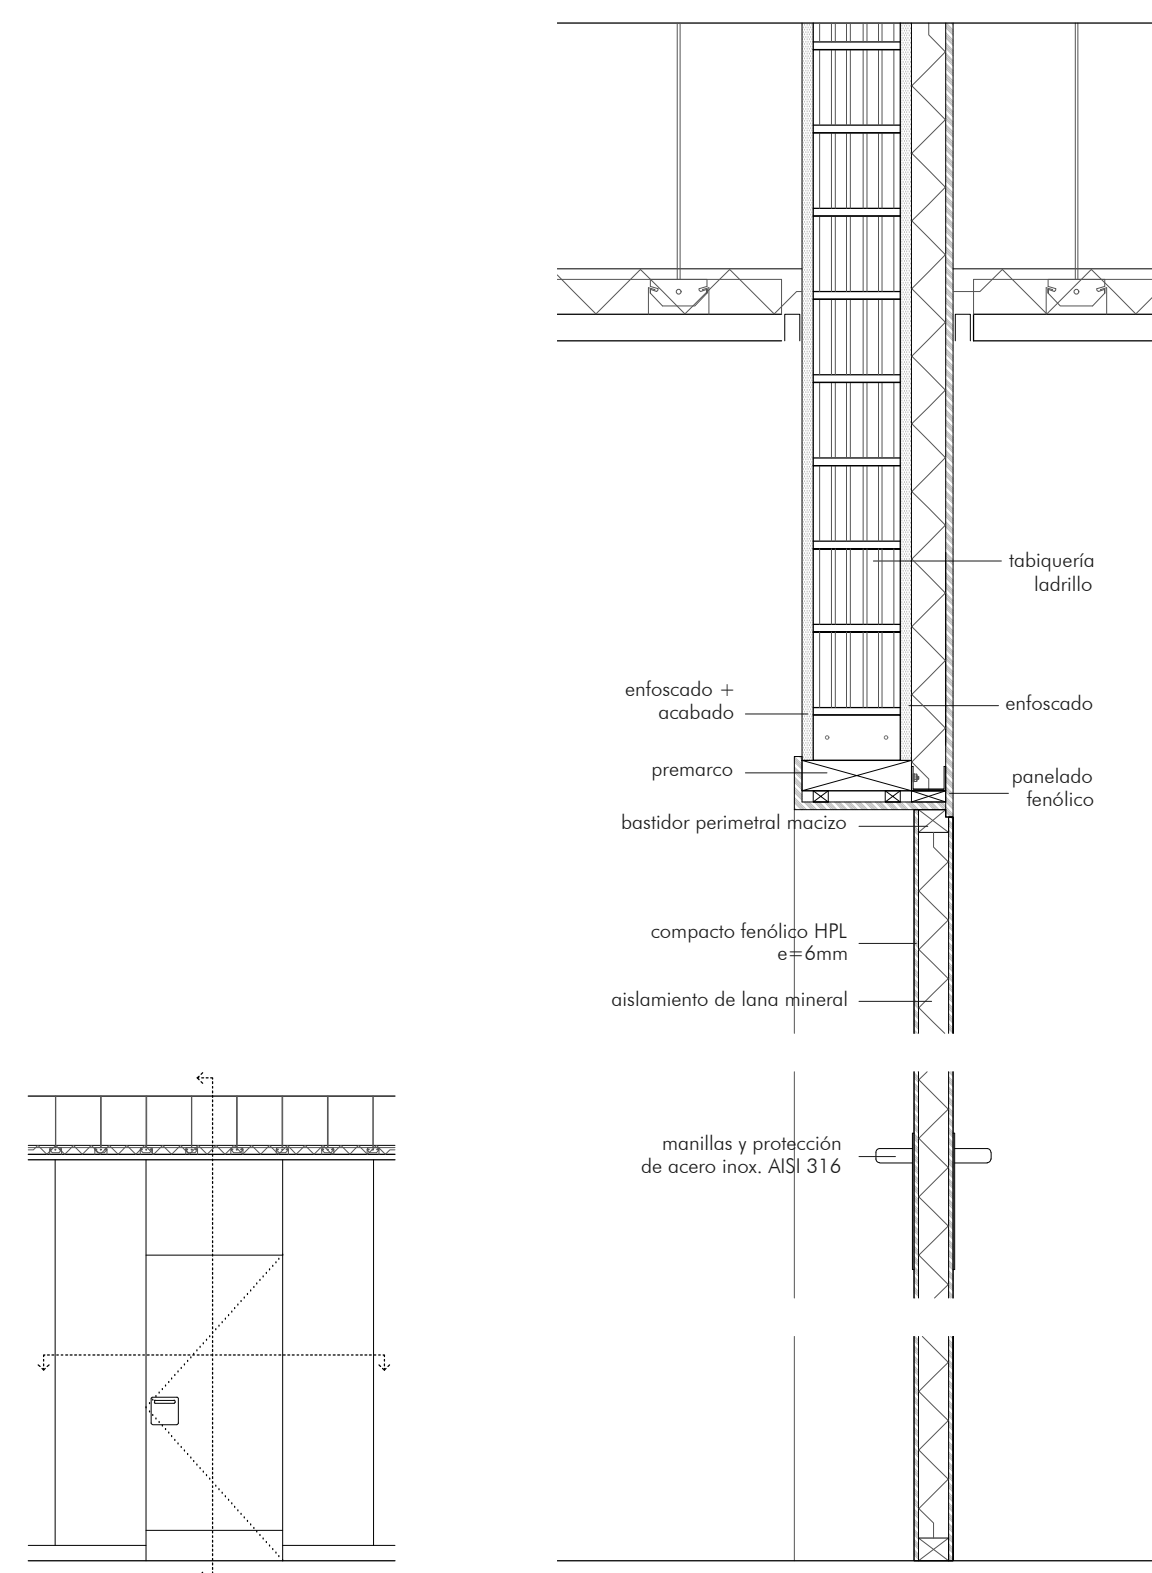 tabiquería
ladrillo
enfoscado +
acabado
enfoscado
premarco
panelado
fenólico
bastidor perimetral macizo
compacto fenólico HPL
e=6mm
aislamiento de lana mineral
manillas y protección
de acero inox. AISI 316